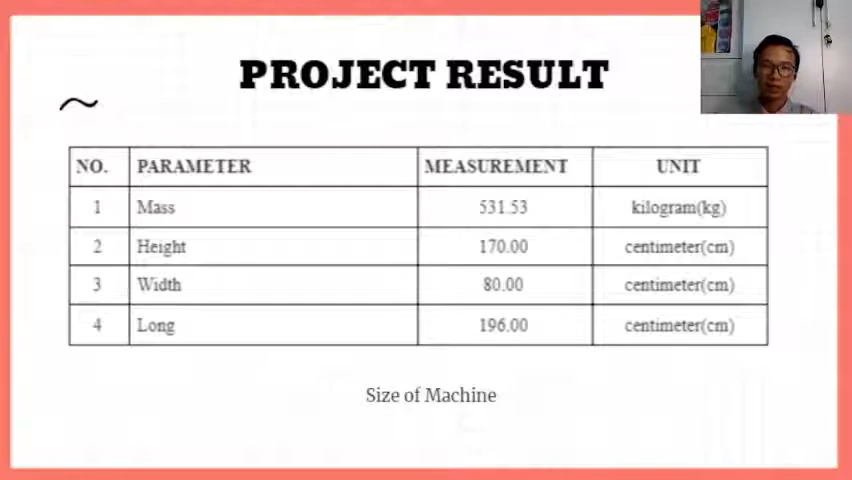 PROJECT RESULT
NO. PARAMETER MEASUREMENT UNIT
1 Mass 531.53 kilogram(kg)
2 Height 170.00 centimeter(cm)
3 Width 80.00 centimeter(cm)
4 Long 196.00 centimeter(cm)
Size of Machine